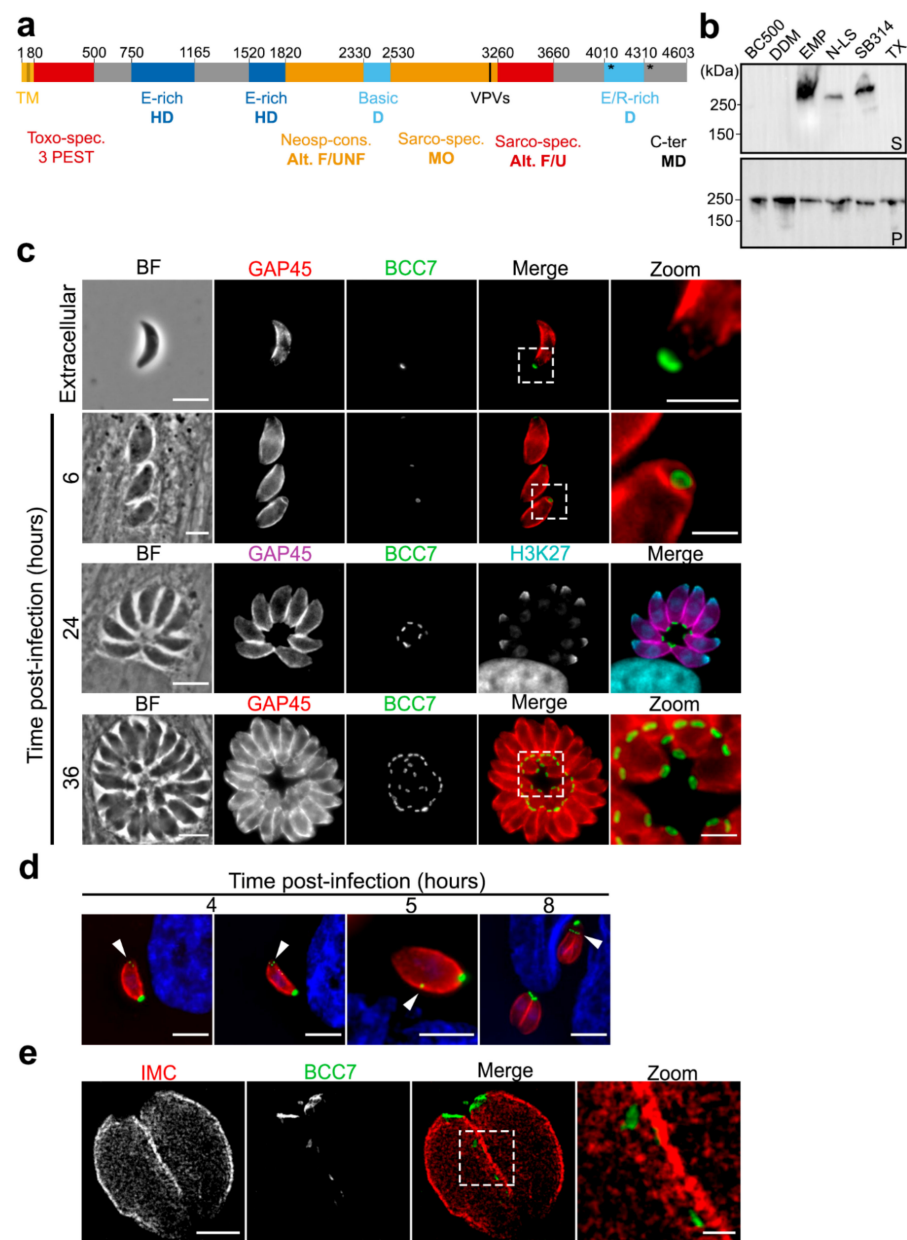 a
1 80 500 750 1165 1520 1820 2330 2530 3260 3660 4010 4310 4603
* *
TM E-rich E-rich Basic VPVs E/R-rich
HD HD D D
Toxo-spec. Neosp-cons. Sarco-spec. Sarco-spec. C-ter
3 PEST Alt. F/UNF MO Alt. F/U MD
b
BC500 DDM EMP N-LS SB314 TX
(kDa)
250
150
S
250
150
P
c
BF GAP45 BCC7 Merge Zoom
Extracellular
Time post-infection (hours)
6
BF GAP45 BCC7 H3K27 Merge
24
BF GAP45 BCC7 Merge Zoom
36
d
Time post-infection (hours)
4 5 8
e
IMC BCC7 Merge Zoom